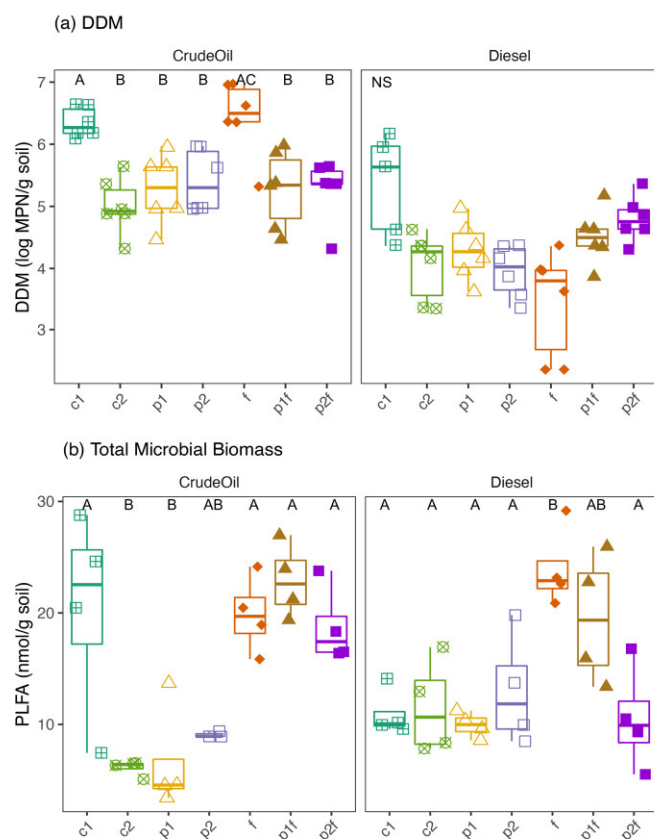 (a) DDM
CrudeOil Diesel
A B B B AC B B NS
7
6
5
4
3
DDM (log MPN/g soil)
c1 c2 p1 p2 f p1f p2f c1 c2 p1 p2 f p1f p2f
(b) Total Microbial Biomass
CrudeOil Diesel
A B B AB A A A A A A A B AB A
30
20
10
PLFA (nmol/g soil)
c1 c2 p1 p2 f p1f p2f c1 c2 p1 p2 f p1f p2f